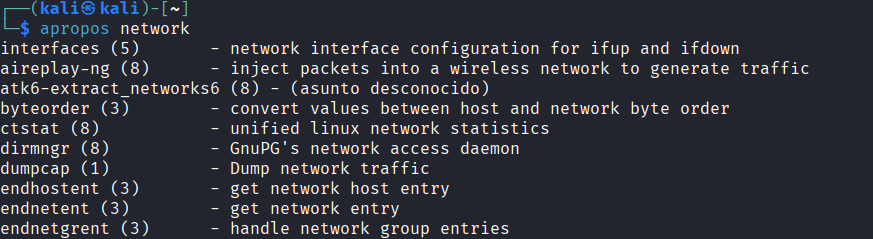 ┌──(kali㉿kali)-[~]
└─$ apropos network
interfaces (5)       - network interface configuration for ifup and ifdown
aireplay-ng (8)      - inject packets into a wireless network to generate traffic
atk6-extract_networks6 (8) - (asunto desconocido)
byteorder (3)        - convert values between host and network byte order
ctstat (8)           - unified linux network statistics
dirmngr (8)          - GnuPG's network access daemon
dumpcap (1)          - Dump network traffic
endhostent (3)       - get network host entry
endnetent (3)        - get network entry
endnetgrent (3)      - handle network group entries